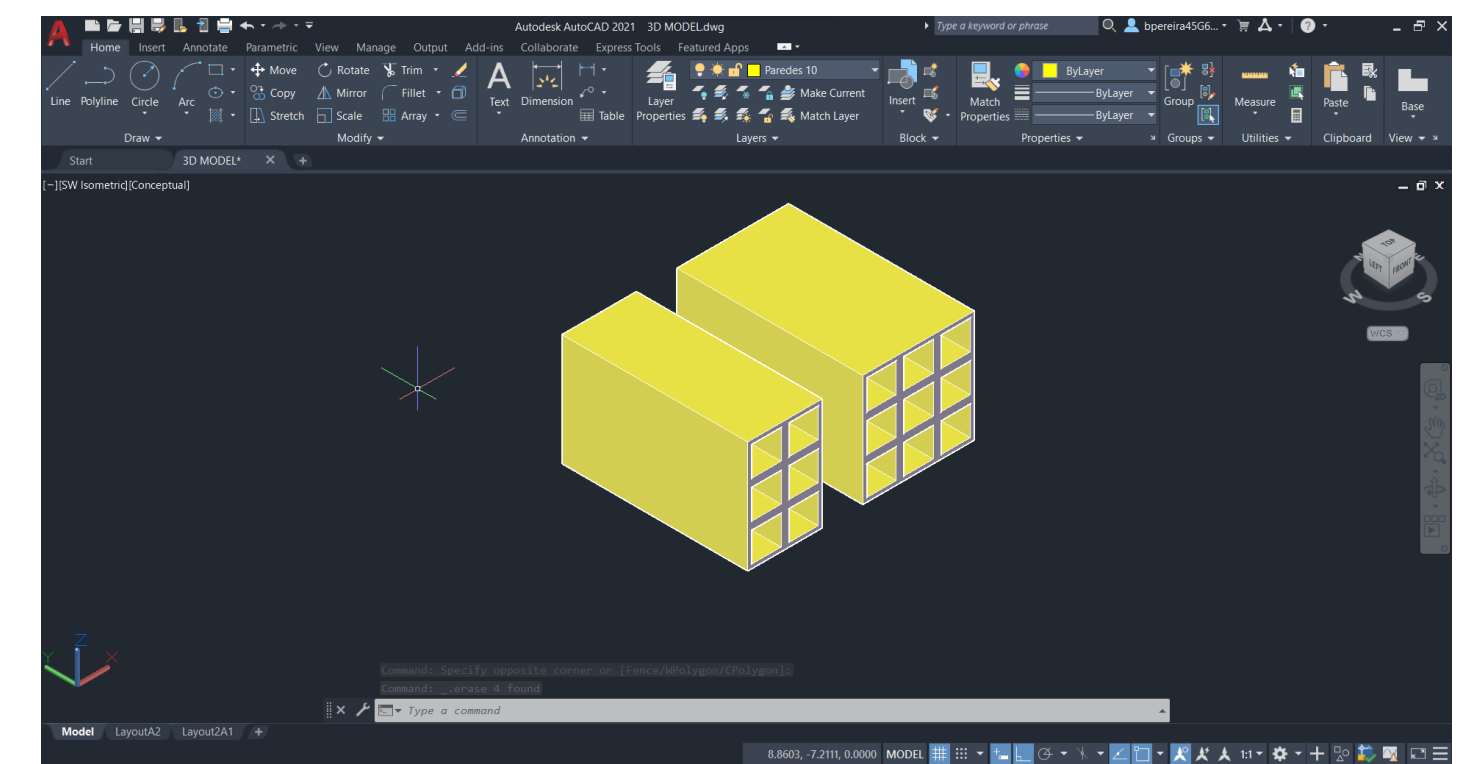 Autodesk AutoCAD 2021 3D MODEL.dwg
Type a keyword or phrase
bpereira45G6...
Home Insert Annotate Parametric View Manage Output Add-ins Collaborate Express Tools Featured Apps
Move Rotate Trim
Paredes 10
ByLayer
Copy Mirror Fillet
Make Current
ByLayer
Line Polyline Circle Arc
Text Dimension
Layer Properties
Insert
Match Properties
Group
Measure
Paste
Base
Stretch Scale Array
Table
Match Layer
ByLayer
Draw Modify Annotation Layers Block Properties Groups Utilities Clipboard View
Start 3D MODEL*
[-][SW Isometric][Conceptual]
TOP
LEFT FRONT
N E
W S
WCS
Z
Y X
Command: Specify opposite corner or [Fence/WPolygon/CPolygon]:
Command: _.erase 4 found
Type a command
Model LayoutA2 Layout2A1 +
8.8603, -7.2111, 0.0000 MODEL 1:1